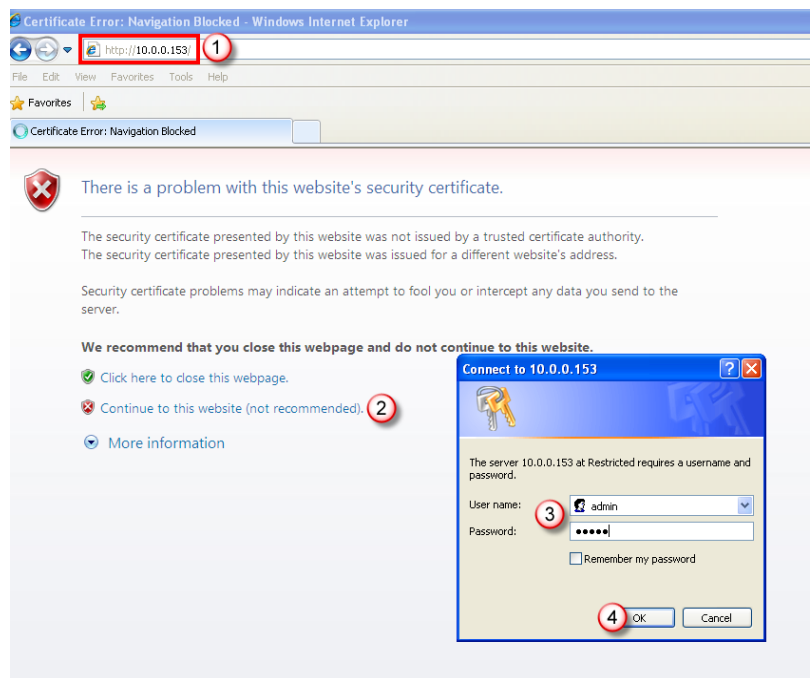 Certificate Error: Navigation Blocked - Windows Internet Explorer
http://10.0.0.153/
1
File Edit View Favorites Tools Help
Favorites
Certificate Error: Navigation Blocked
There is a problem with this website's security certificate.
The security certificate presented by this website was not issued by a trusted certificate authority.
The security certificate presented by this website was issued for a different website's address.
Security certificate problems may indicate an attempt to fool you or intercept any data you send to the
server.
We recommend that you close this webpage and do not continue to this website.
Click here to close this webpage.
Continue to this website (not recommended).
2
More information
Connect to 10.0.0.153
The server 10.0.0.153 at Restricted requires a username and
password.
User name:
3
admin
Password:
•••••
Remember my password
4
OK
Cancel